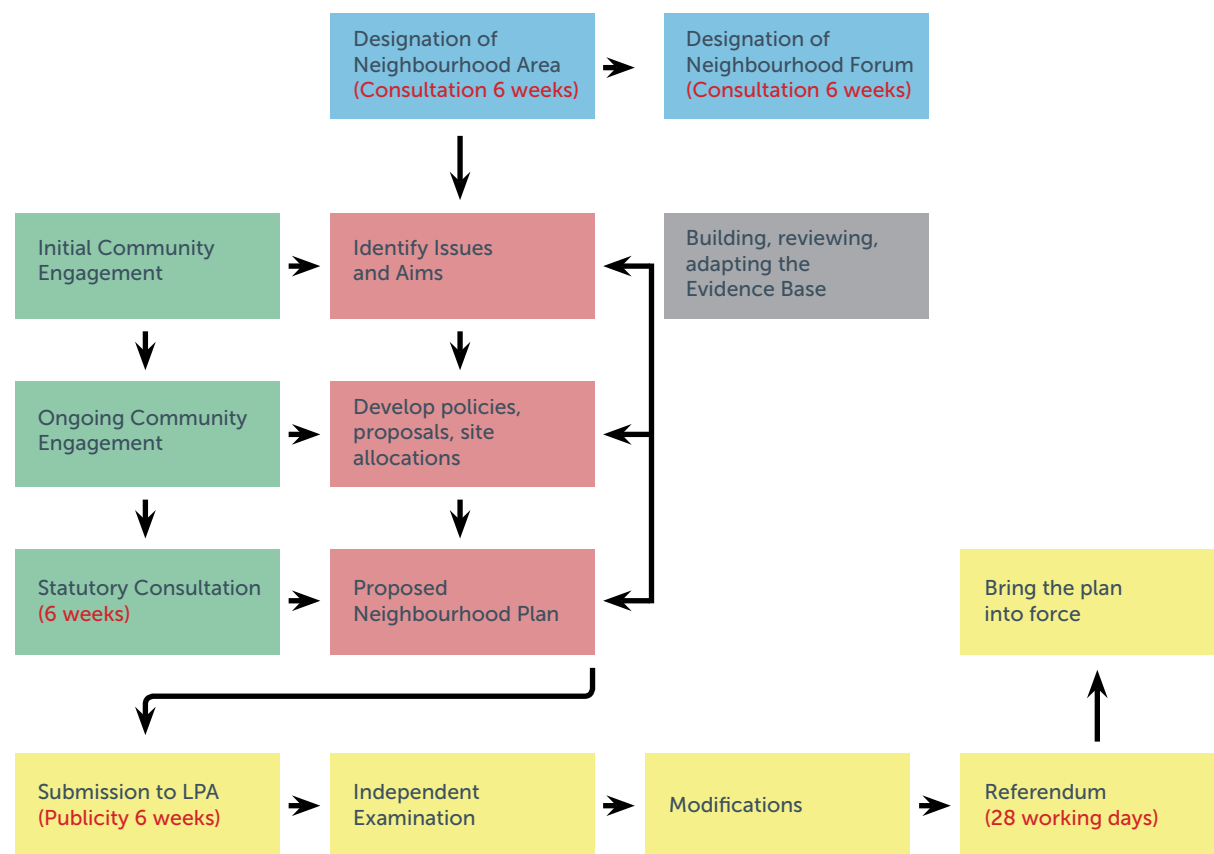 Designation of
Neighbourhood Area
(Consultation 6 weeks)
Designation of
Neighbourhood Forum
(Consultation 6 weeks)
Initial Community
Engagement
Identify Issues
and Aims
Building, reviewing,
adapting the
Evidence Base
Ongoing Community
Engagement
Develop policies,
proposals, site
allocations
Statutory Consultation
(6 weeks)
Proposed
Neighbourhood Plan
Bring the plan
into force
Submission to LPA
(Publicity 6 weeks)
Independent
Examination
Modifications
Referendum
(28 working days)